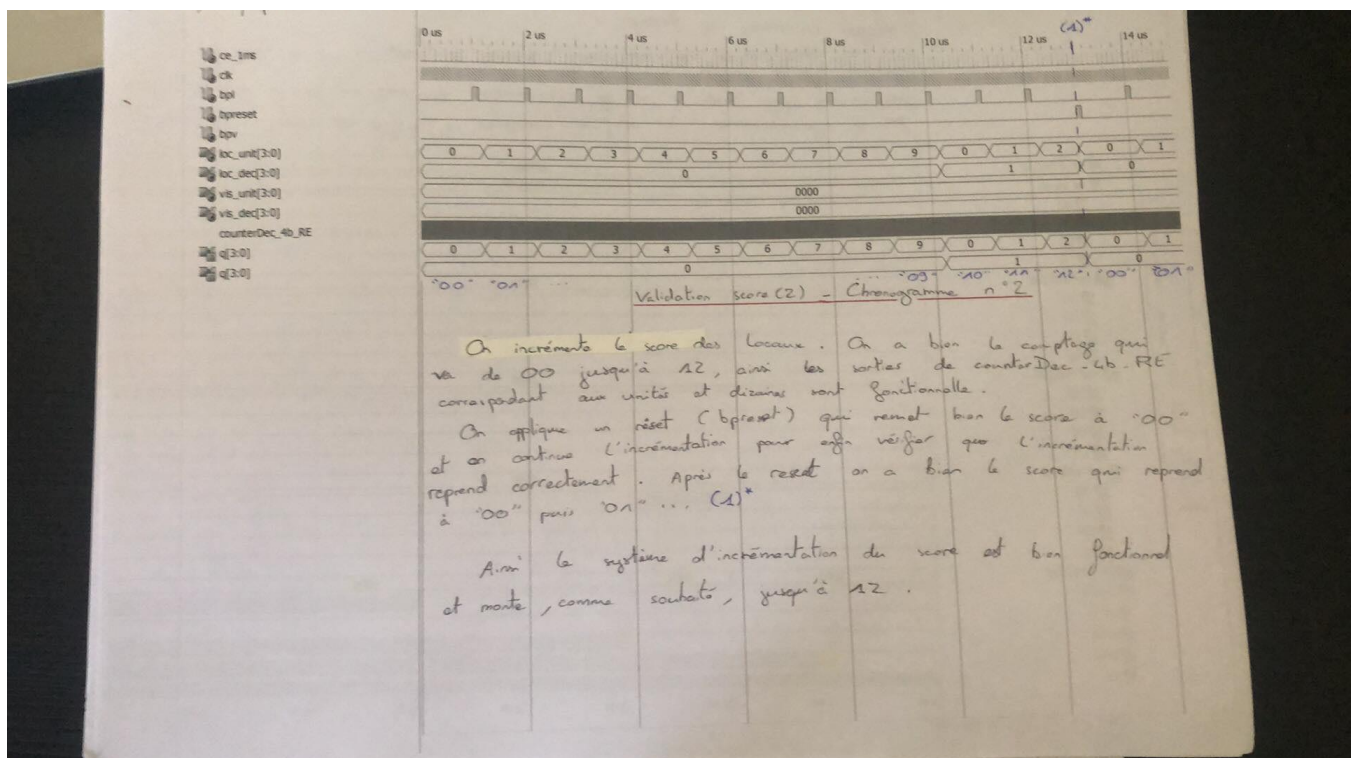 (1)*
0 us 2 us 4 us 6 us 8 us 10 us 12 us 14 us
ce_1ms
clk
bpl
bpreset
bpv
loc_unit[3:0] 0 1 2 3 4 5 6 7 8 9 0 1 2 0 1
loc_dec[3:0] 0 1 0
vis_unit[3:0] 0000
vis_dec[3:0] 0000
counterDec_4b_RE
q[3:0] 0 1 2 3 4 5 6 7 8 9 0 1 2 0 1
q[3:0] 0 1 0
"00" "01" ... ... "09" "10" "11" "12" "00" "01"
Validation score (2) - Chronogramme n°2
On incrémente le score des locaux. On a bien le comptage qui
va de 00 jusqu'à 12, ainsi les sorties de counterDec_4b_RE
correspondant aux unités et dizaines sont fonitionnelle.
On applique un réset (bpreset) qui remet bien le score à "00"
et on continue l'incrémentation pour enfin vérifier que l'incrémentation
reprend correctement. Après le reset on a bien le score qui reprend
à "00" puis "01" ... (1)*
Ainsi le système d'incrémentation du score est bien fonctionnel
et monte, comme souhaité, jusqu'à 12.